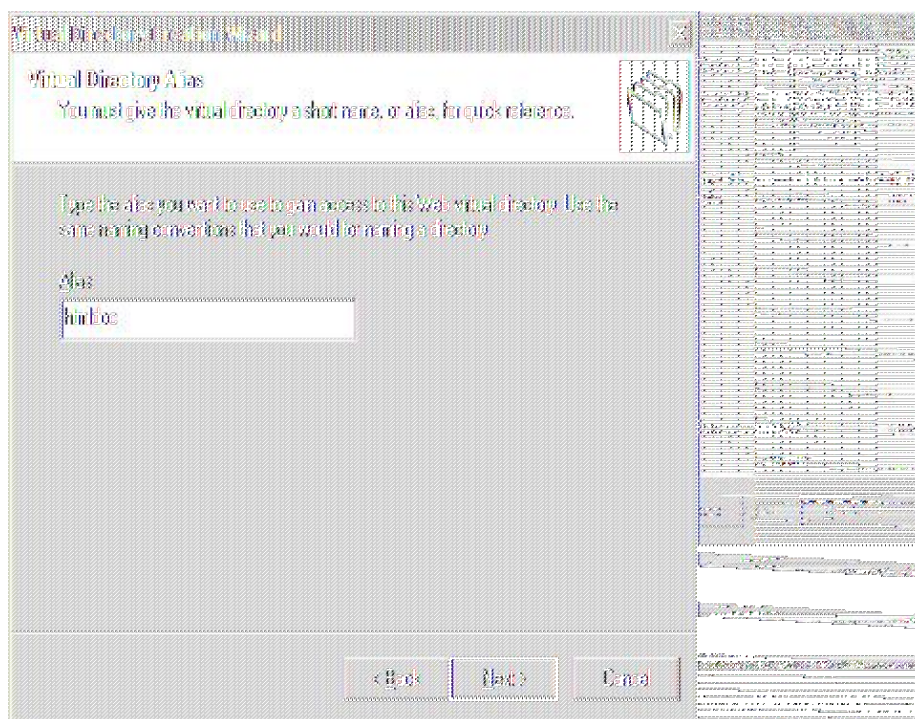 Virtual Directory Creation Wizard
Virtual Directory Alias
You must give the virtual directory a short name, or alias, for quick reference.
Type the alias you want to use to gain access to this Web virtual directory. Use the
same naming conventions that you would for naming a directory.
Alias:
< Back
Next >
Cancel